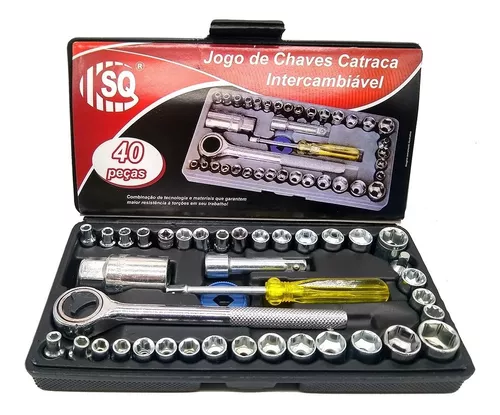 SQ ®
Jogo de Chaves Catraca
Intercambiável
40
peças
Combinação de tecnologia e materiais que garantem
maior resistência à torções em seu trabalho!